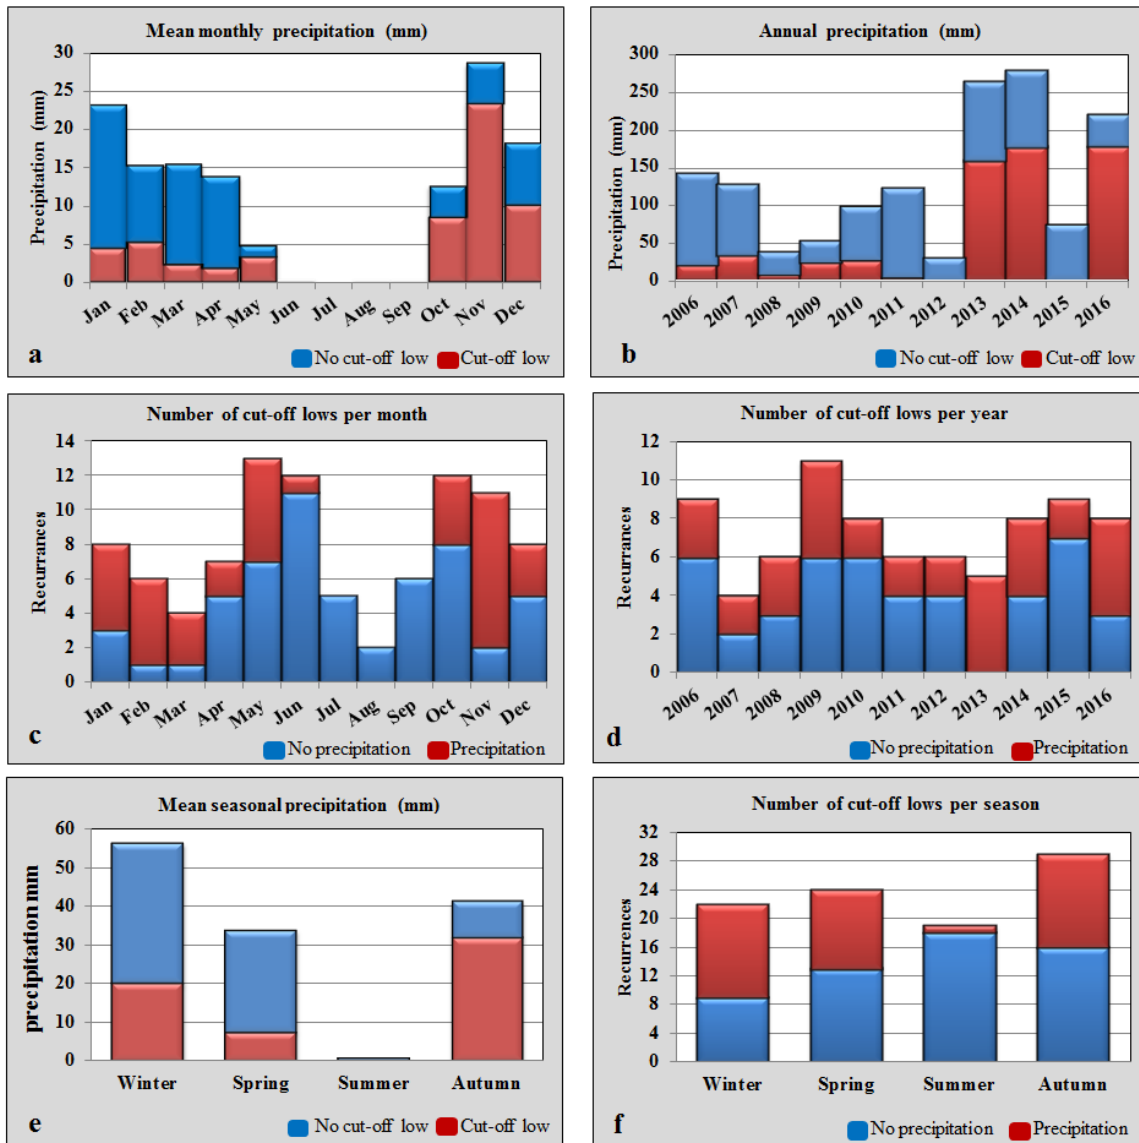 Mean monthly precipitation (mm)
Precipitation (mm)
30
25
20
15
10
5
0
Jan Feb Mar Apr May Jun Jul Aug Sep Oct Nov Dec
a
No cut-off low Cut-off low
Annual precipitation (mm)
Precipitation (mm)
300
250
200
150
100
50
0
2006 2007 2008 2009 2010 2011 2012 2013 2014 2015 2016
b
No cut-off low Cut-off low
Number of cut-off lows per month
Recurrances
14
12
10
8
6
4
2
0
Jan Feb Mar Apr May Jun Jul Aug Sep Oct Nov Dec
c
No precipitation Precipitation
Number of cut-off lows per year
Recurrances
12
10
8
6
4
2
0
2006 2007 2008 2009 2010 2011 2012 2013 2014 2015 2016
d
No precipitation Precipitation
Mean seasonal precipitation (mm)
precipitation mm
60
50
40
30
20
10
0
Winter Spring Summer Autumn
e
No cut-off low Cut-off low
Number of cut-off lows per season
Recurrences
32
28
24
20
16
12
8
4
0
Winter Spring Summer Autumn
f
No precipitation Precipitation